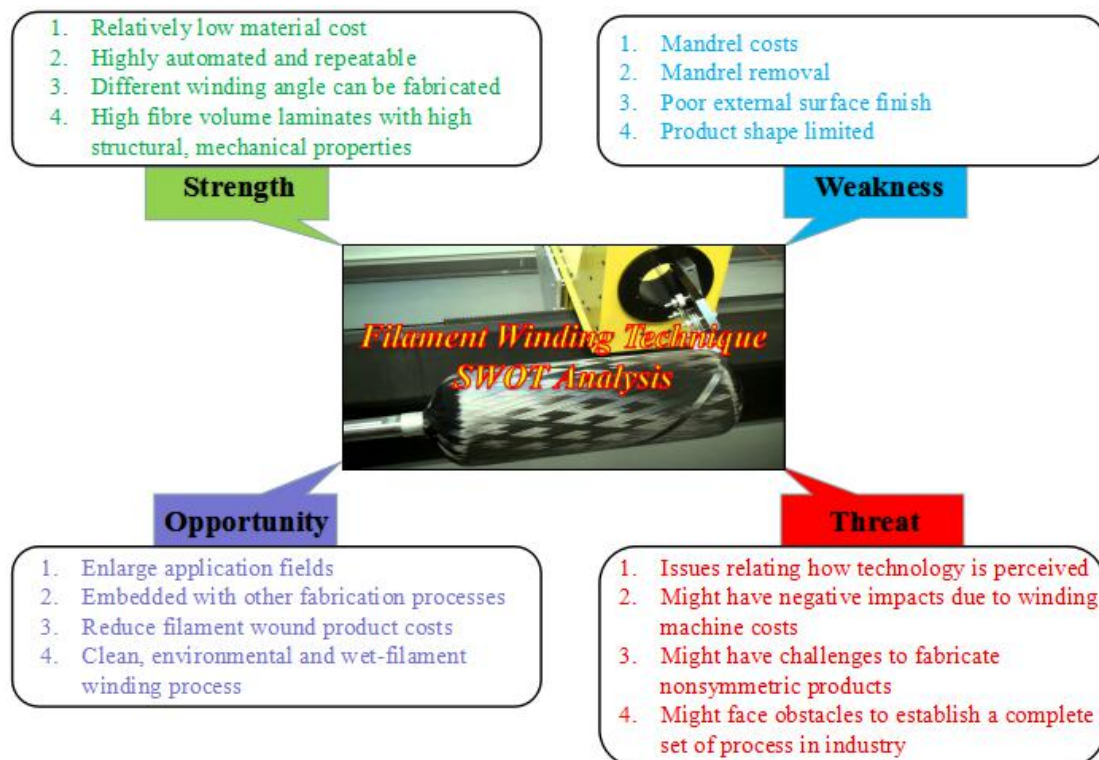 1. Relatively low material cost
2. Highly automated and repeatable
3. Different winding angle can be fabricated
4. High fibre volume laminates with high
structural, mechanical properties
Strength
1. Mandrel costs
2. Mandrel removal
3. Poor external surface finish
4. Product shape limited
Weakness
Filament Winding Technique
SWOT Analysis
Opportunity
1. Enlarge application fields
2. Embedded with other fabrication processes
3. Reduce filament wound product costs
4. Clean, environmental and wet-filament
winding process
Threat
1. Issues relating how technology is perceived
2. Might have negative impacts due to winding
machine costs
3. Might have challenges to fabricate
nonsymmetric products
4. Might face obstacles to establish a complete
set of process in industry